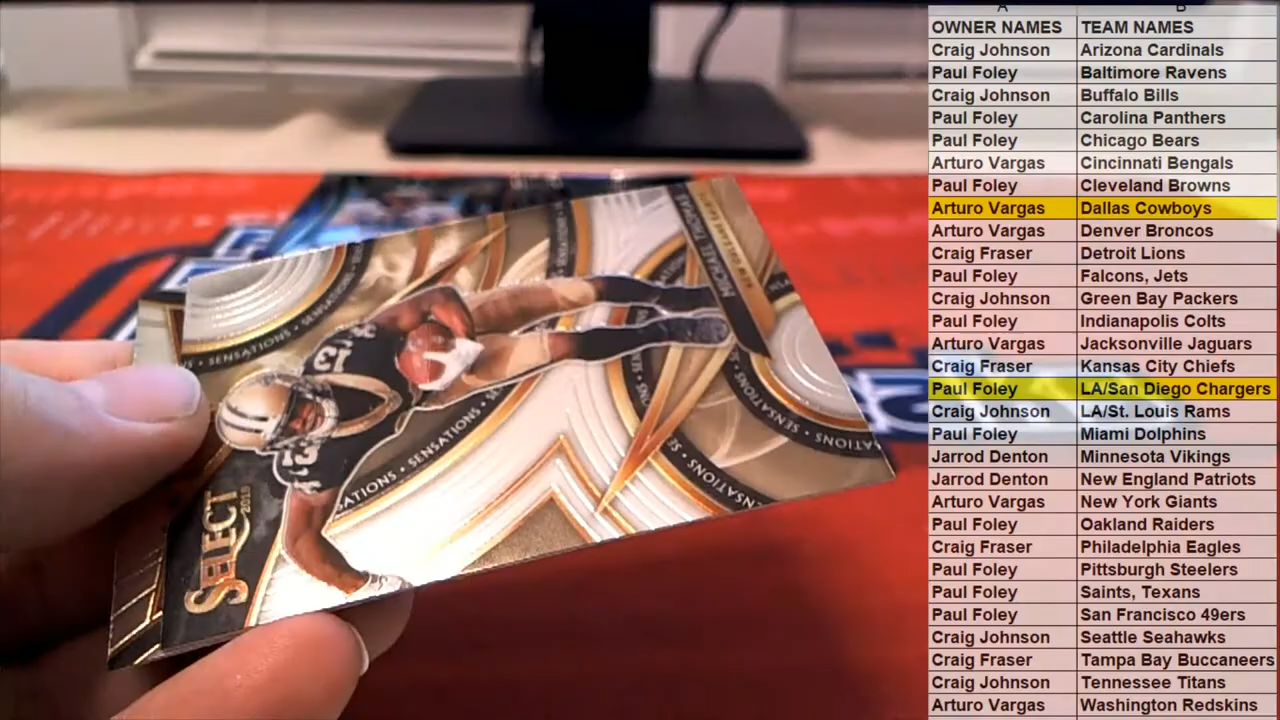 A B
OWNER NAMES TEAM NAMES
Craig Johnson Arizona Cardinals
Paul Foley Baltimore Ravens
Craig Johnson Buffalo Bills
Paul Foley Carolina Panthers
Paul Foley Chicago Bears
Arturo Vargas Cincinnati Bengals
Paul Foley Cleveland Browns
Arturo Vargas Dallas Cowboys
Arturo Vargas Denver Broncos
Craig Fraser Detroit Lions
Paul Foley Falcons, Jets
Craig Johnson Green Bay Packers
Paul Foley Indianapolis Colts
Arturo Vargas Jacksonville Jaguars
Craig Fraser Kansas City Chiefs
Paul Foley LA/San Diego Chargers
Craig Johnson LA/St. Louis Rams
Paul Foley Miami Dolphins
Jarrod Denton Minnesota Vikings
Jarrod Denton New England Patriots
Arturo Vargas New York Giants
Paul Foley Oakland Raiders
Craig Fraser Philadelphia Eagles
Paul Foley Pittsburgh Steelers
Paul Foley Saints, Texans
Paul Foley San Francisco 49ers
Craig Johnson Seattle Seahawks
Craig Fraser Tampa Bay Buccaneers
Craig Johnson Tennessee Titans
Arturo Vargas Washington Redskins
MICHAEL THOMAS
NEW ORLEANS SAINTS
SELECT
2018
SENSATIONS • SENSATIONS
SENSATIONS • SENSATIONS
13